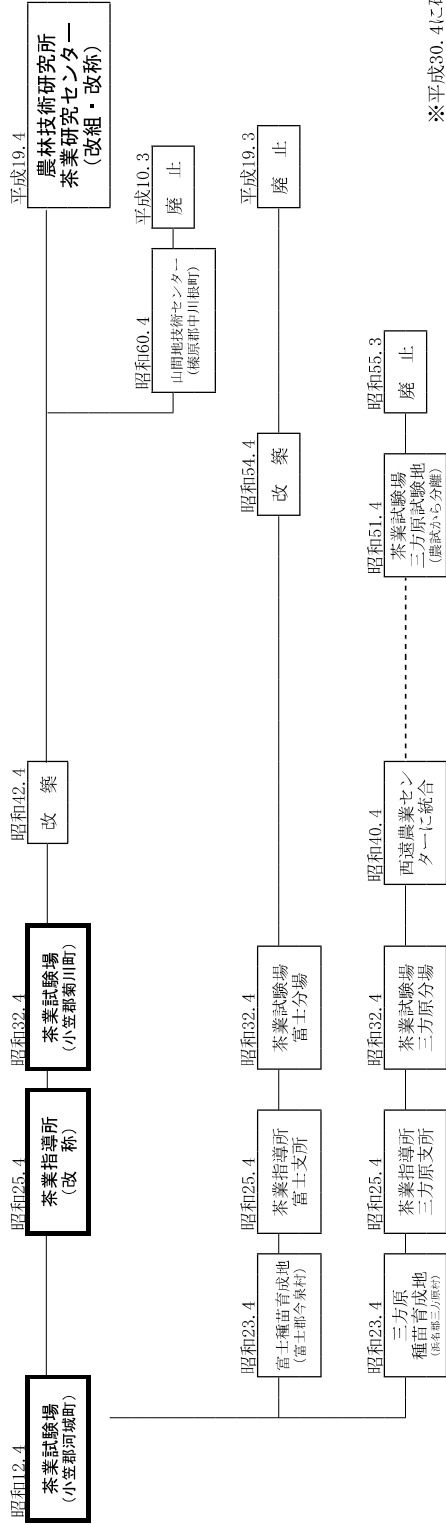 昭和12.4
茶業試験場
(小笠郡河城町)
昭和25.4
茶業指導所
(改　称)
昭和32.4
茶業試験場
(小笠郡菊川町)
昭和42.4
改　築
平成19.4
農林技術研究所
茶業研究センター
(改組・改称)
昭和60.4
山間地技術センター
(榛原郡中川根町)
平成10.3
廃　止
昭和23.4
富士種苗育成地
(富士郡今泉村)
昭和25.4
茶業指導所
富士支所
昭和32.4
茶業試験場
富士分場
昭和54.4
改　築
平成19.3
廃　止
昭和23.4
三方原
種苗育成地
(浜名郡三方原村)
昭和25.4
茶業指導所
三方原支所
昭和32.4
茶業試験場
三方原分場
昭和40.4
西遠農業セン
ターに統合
昭和51.4
茶業試験場
三方原試験地
(農試から分離)
昭和55.3
廃　止
※平成30.4に